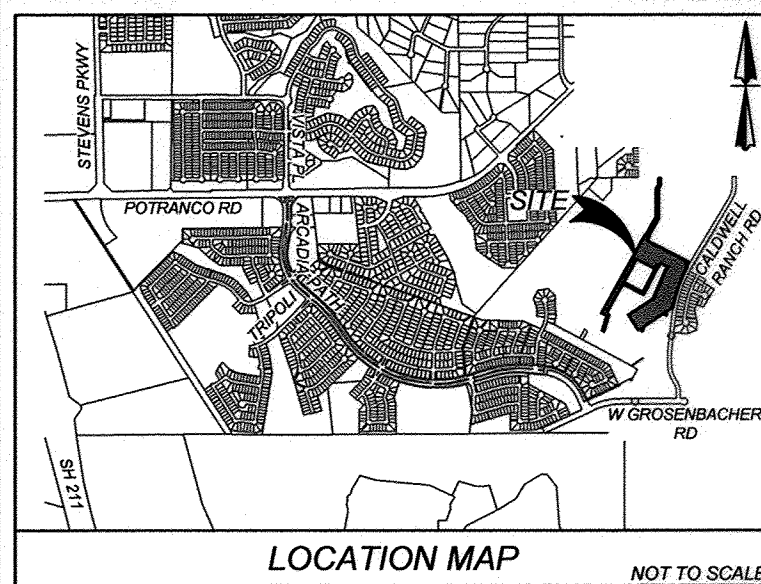 STEVENS PKWY
VISTA PL
POTRANCO RD
ARCADIA PATH
TRIPOLI
SITE
CALDWELL
RANCH RD
W GROSENBACHER
RD
SH 211
LOCATION MAP
NOT TO SCALE